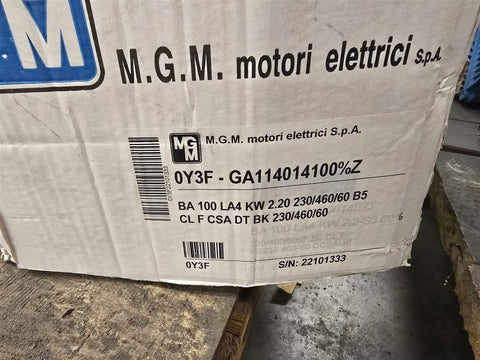 M
M.G.M. motori elettrici S.p.A.
MGM
M.G.M. motori elettrici S.p.A.
0Y3F - GA114014100%Z
BA 100 LA4 KW 2.20 230/460/60 B5
CL F CSA DT BK 230/460/60
0Y3F
S/N: 22101333